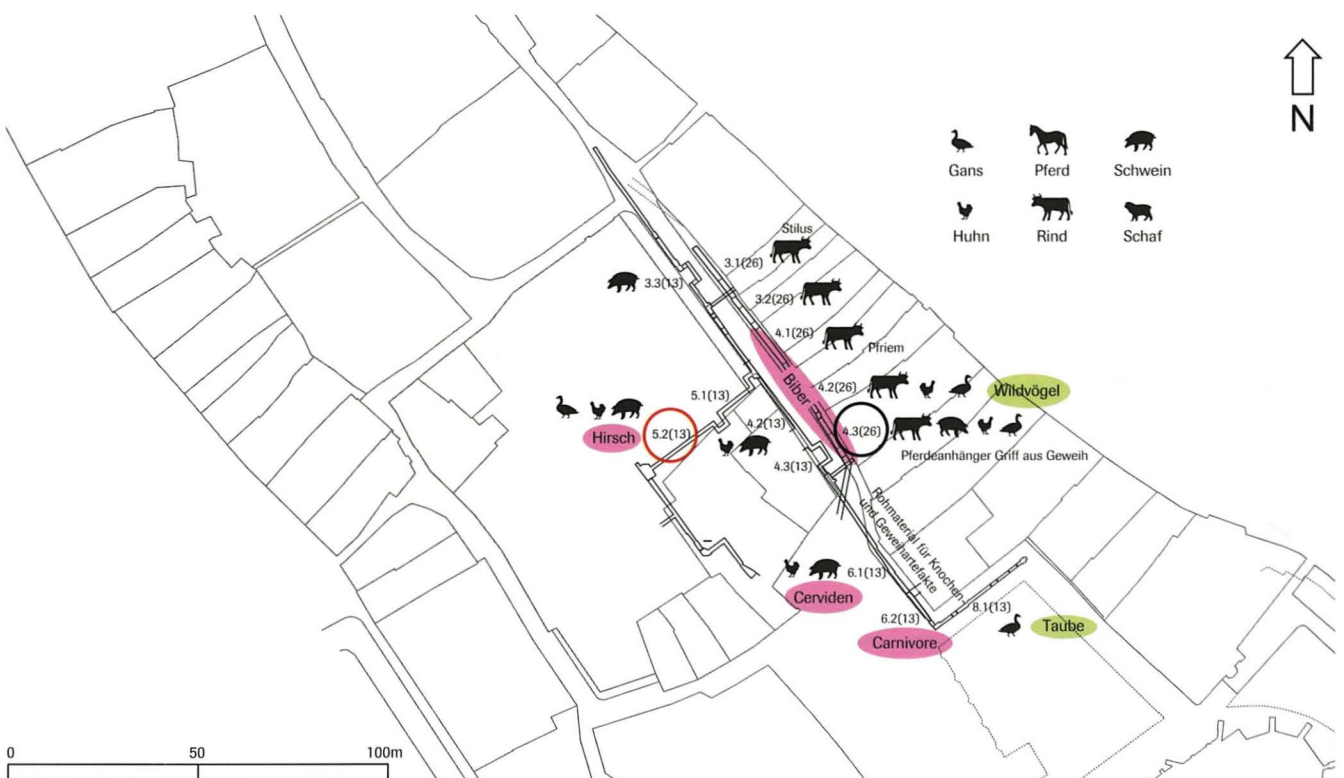 N
Gans Pferd Schwein
Huhn Rind Schaf
Stilus
3.1(26)
3.3(13)
3.2(26)
4.1(26)
Pfriem
Biber
4.2(26)
Wildvögel
5.1(13)
4.2(13)
Hirsch
5.2(13)
4.3(26)
Pferdeanhänger Griff aus Geweih
4.3(13)
Rohmaterial für Knochen
und Geweihartefakte
6.1(13)
Cerviden
8.1(13)
6.2(13)
Taube
Carnivore
0 50 100m